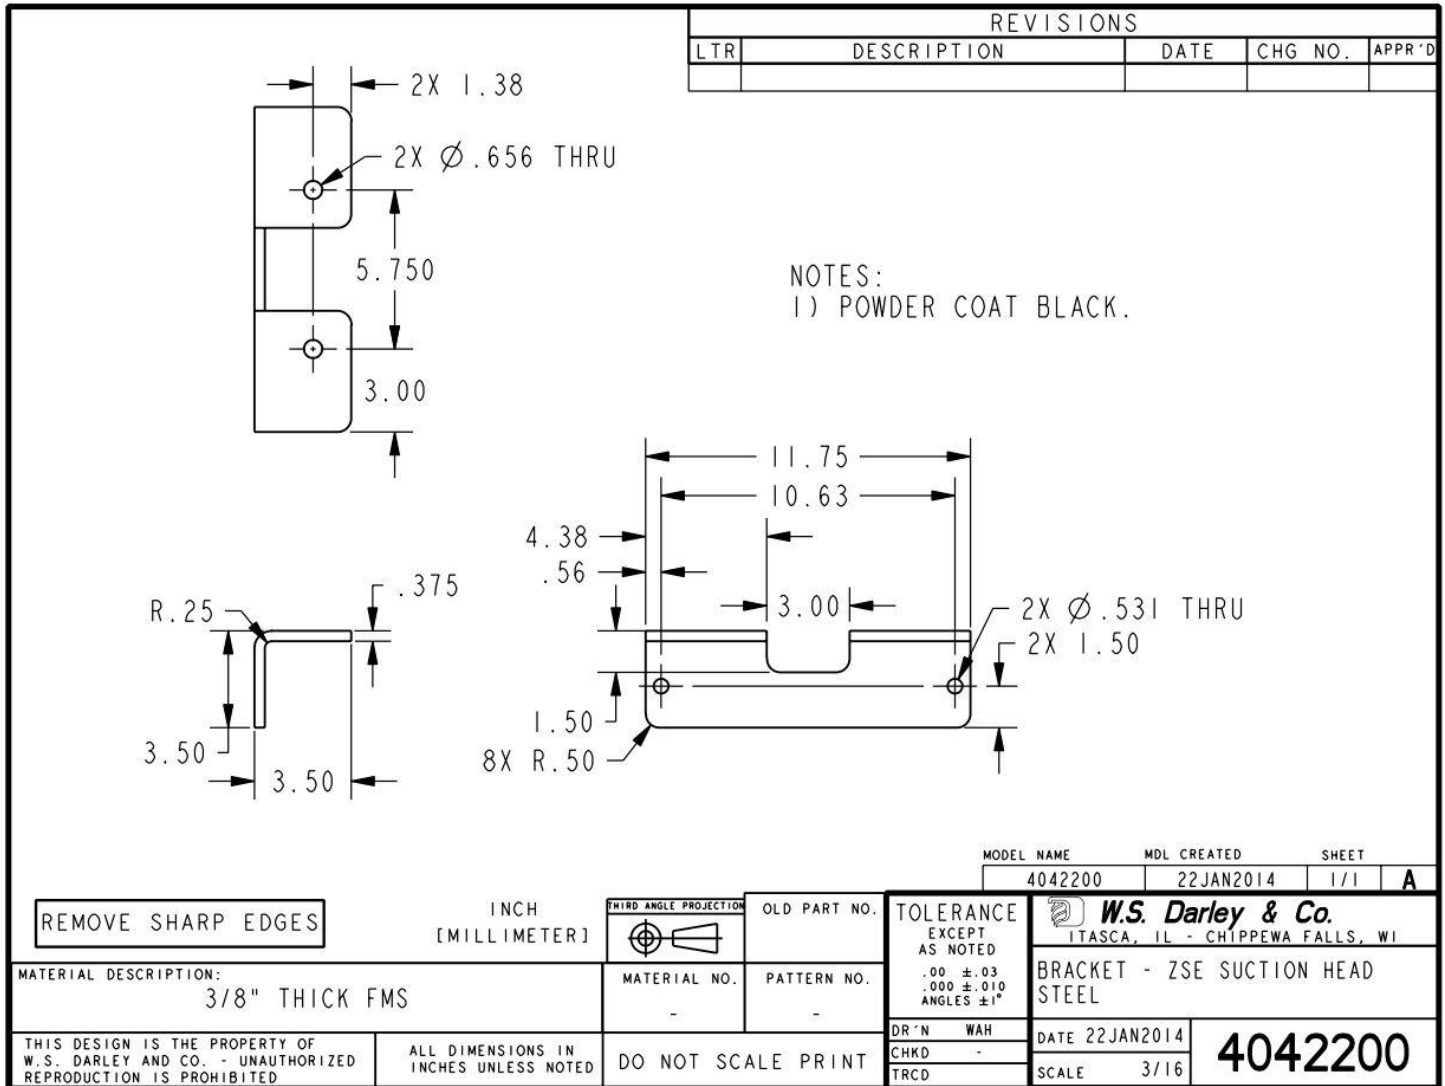 REVISIONS
LTR DESCRIPTION DATE CHG NO. APPR'D
2X 1.38
2X Ø.656 THRU
5.750
3.00
NOTES:
1) POWDER COAT BLACK.
11.75
10.63
4.38
.56
3.00
2X Ø.531 THRU
2X 1.50
1.50
8X R.50
.375
R.25
3.50
3.50
MODEL NAME MDL CREATED SHEET
4042200 22JAN2014 1/1 A
REMOVE SHARP EDGES
INCH
[MILLIMETER]
THIRD ANGLE PROJECTION
OLD PART NO.
TOLERANCE
EXCEPT
AS NOTED
.00 ±.03
.000 ±.010
ANGLES ±1°
W.S. Darley & Co.
ITASCA, IL - CHIPPEWA FALLS, WI
MATERIAL DESCRIPTION:
3/8" THICK FMS
MATERIAL NO.
-
PATTERN NO.
-
BRACKET - ZSE SUCTION HEAD
STEEL
THIS DESIGN IS THE PROPERTY OF
W.S. DARLEY AND CO. - UNAUTHORIZED
REPRODUCTION IS PROHIBITED
ALL DIMENSIONS IN
INCHES UNLESS NOTED
DO NOT SCALE PRINT
DR'N WAH
CHKD -
TRCD
DATE 22JAN2014
SCALE 3/16
4042200